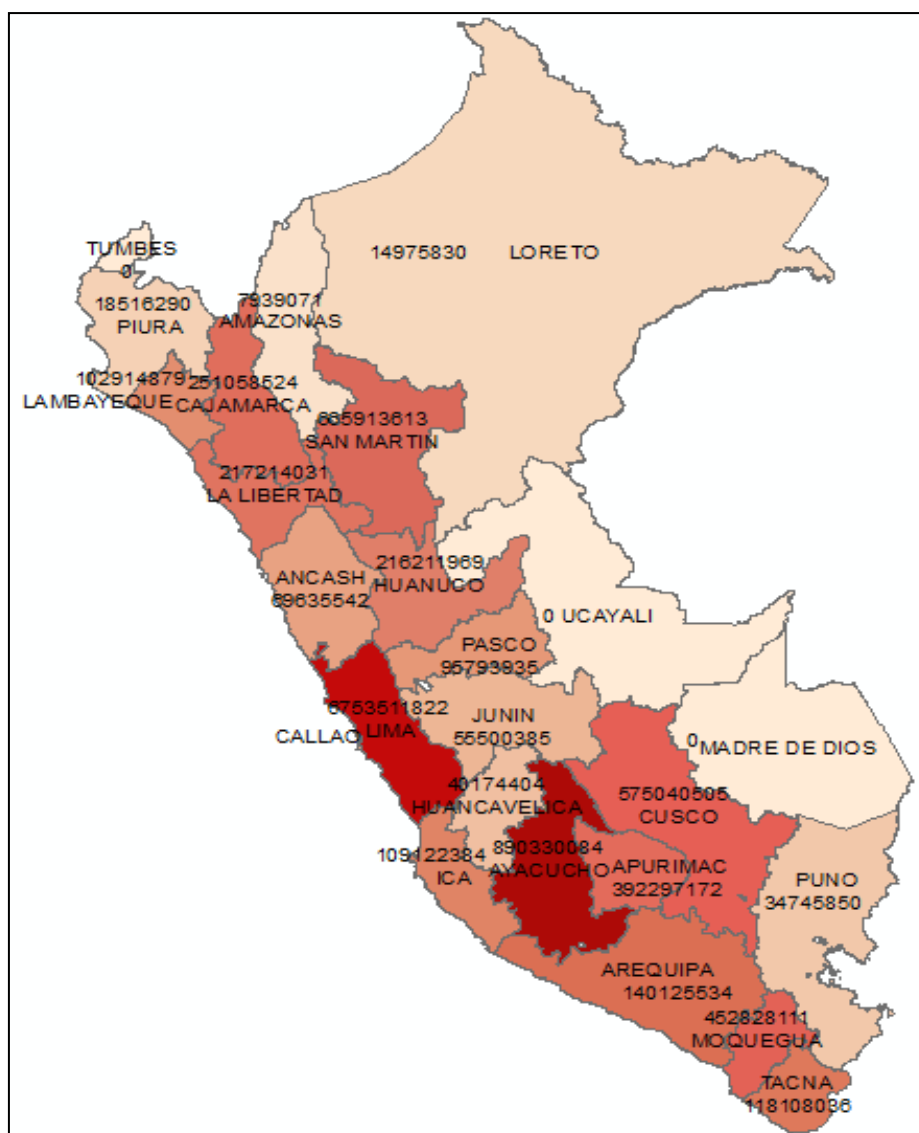 TUMBES
0
18516290
PIURA
7939071
AMAZONAS
14975830 LORETO
102914879
LAMBAYEQUE
251058524
CAJAMARCA
SAN MARTIN
217214031
LA LIBERTAD
ANCASH
69635542
216211969
HUANUCO
0 UCAYALI
PASCO
95793935
6753511822
LIMA
CALLAO
JUNIN
55500385
0 MADRE DE DIOS
40174404
HUANCAVELICA
575040505
CUSCO
109122384
ICA
890330084
AYACUCHO
APURIMAC
392297172
PUNO
34745850
AREQUIPA
140125534
452828111
MOQUEGUA
TACNA
118108036